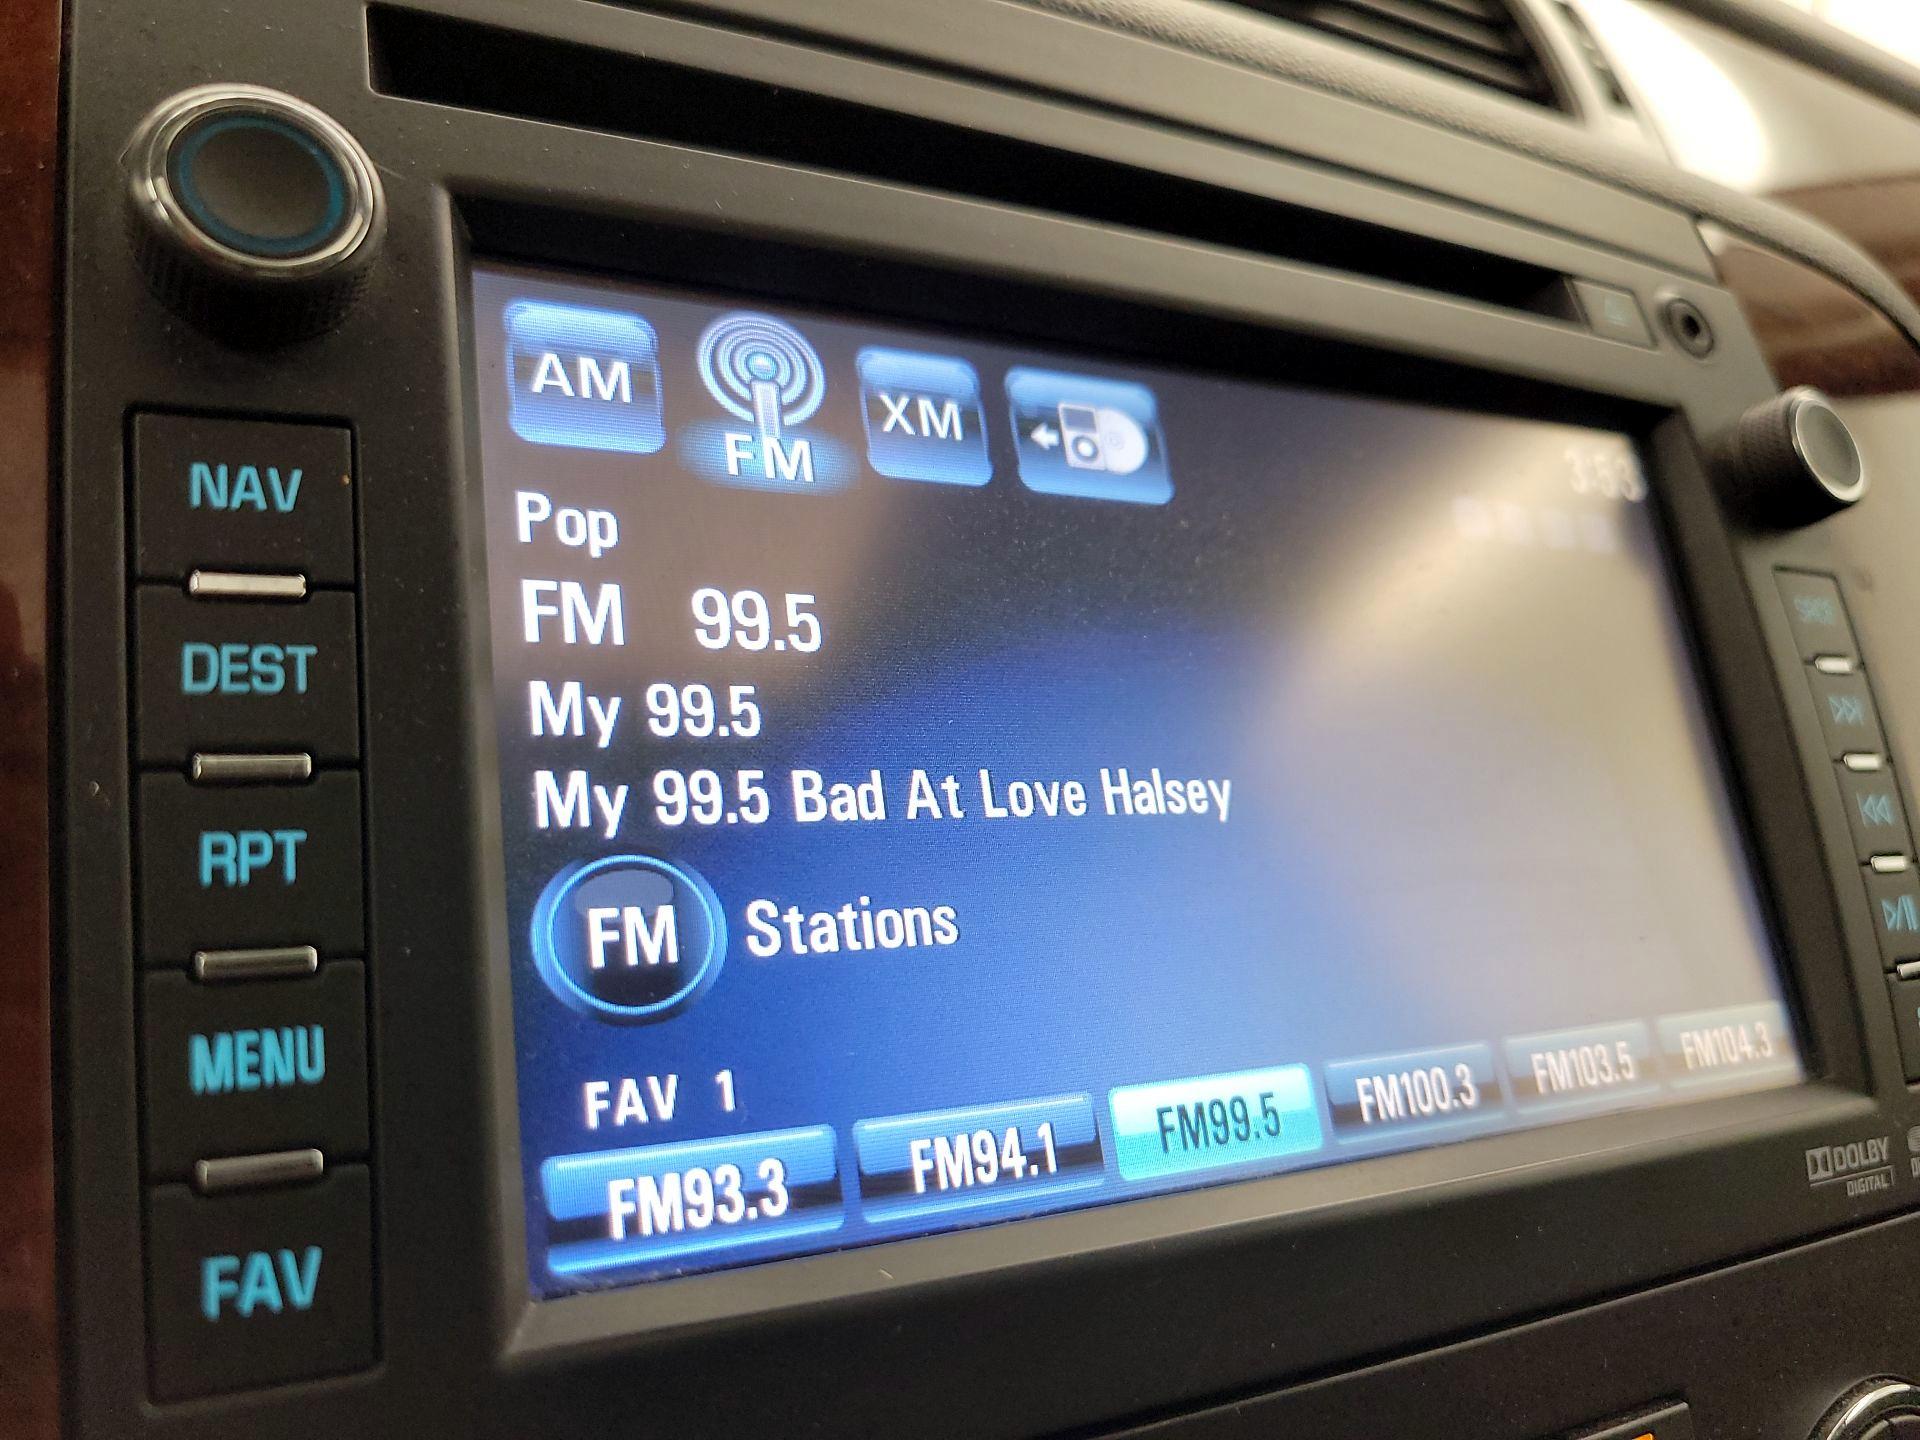 AM FM XM
3:53
Pop
FM 99.5
My 99.5
My 99.5 Bad At Love Halsey
FM Stations
FAV 1
FM93.3 FM94.1 FM99.5 FM100.3 FM103.5 FM104.3
NAV
DEST
RPT
MENU
FAV
DOLBY
DIGITAL